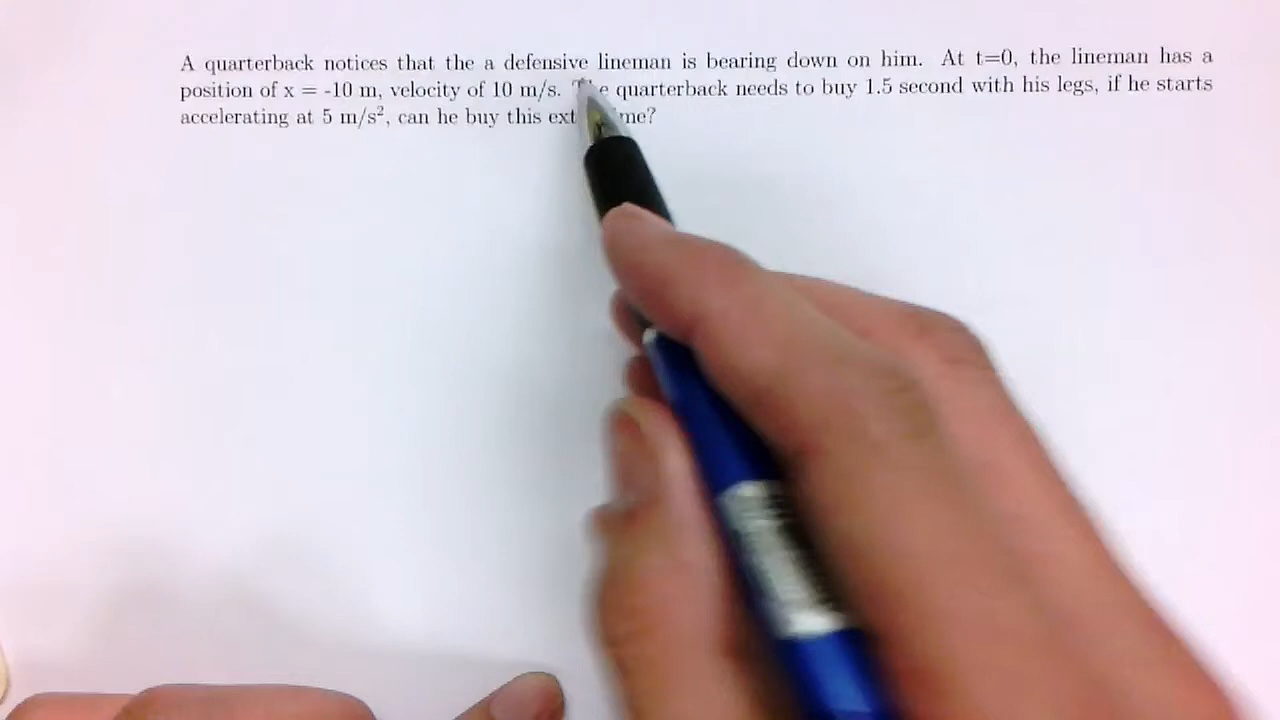 A quarterback notices that the a defensive lineman is bearing down on him. At t=0, the lineman has a
position of x = -10 m, velocity of 10 m/s. quarterback needs to buy 1.5 second with his legs, if he starts
accelerating at 5 m/s², can he buy this